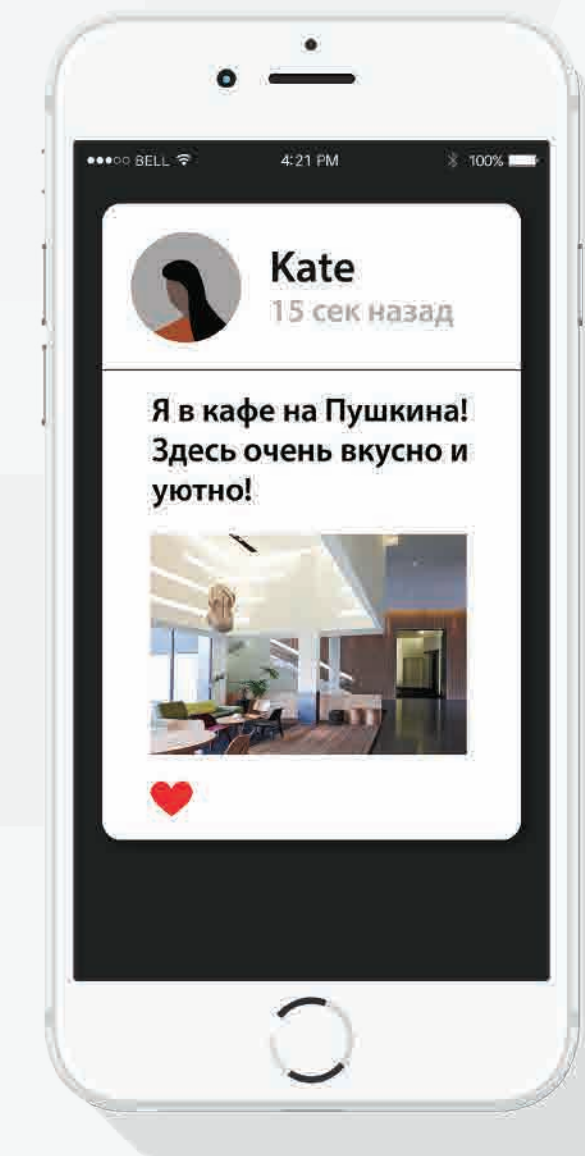 ●●●○○ BELL 4:21 PM 100%
Kate
15 сек назад
Я в кафе на Пушкина!
Здесь очень вкусно и
уютно!